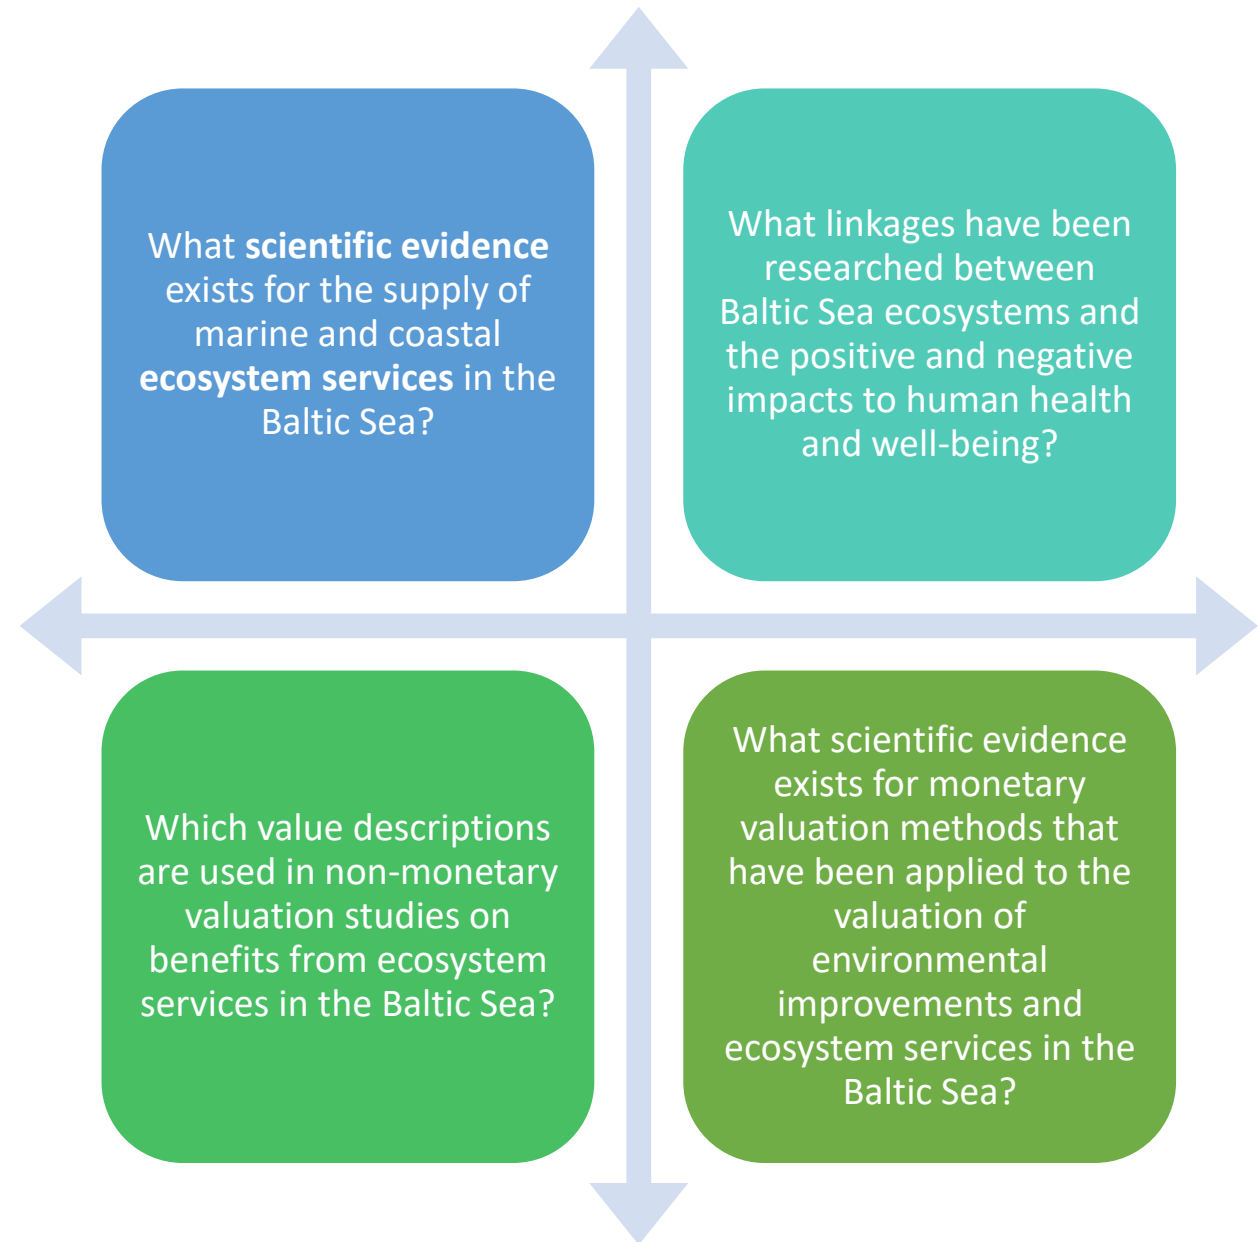 What scientific evidence
exists for the supply of
marine and coastal
ecosystem services in the
Baltic Sea?
What linkages have been
researched between
Baltic Sea ecosystems and
the positive and negative
impacts to human health
and well-being?
Which value descriptions
are used in non-monetary
valuation studies on
benefits from ecosystem
services in the Baltic Sea?
What scientific evidence
exists for monetary
valuation methods that
have been applied to the
valuation of
environmental
improvements and
ecosystem services in the
Baltic Sea?